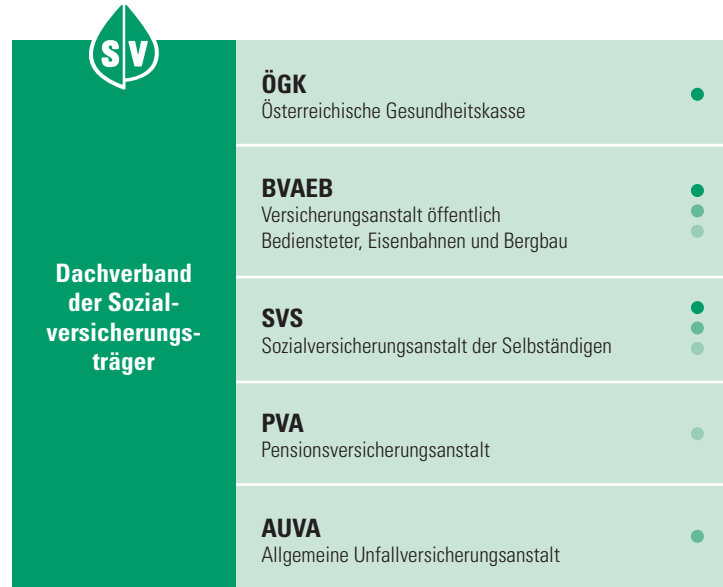 SV
ÖGK
Österreichische Gesundheitskasse
BVAEB
Versicherungsanstalt öffentlich
Bediensteter, Eisenbahnen und Bergbau
Dachverband
der Sozial-
versicherungs-
träger
SVS
Sozialversicherungsanstalt der Selbständigen
PVA
Pensionsversicherungsanstalt
AUVA
Allgemeine Unfallversicherungsanstalt